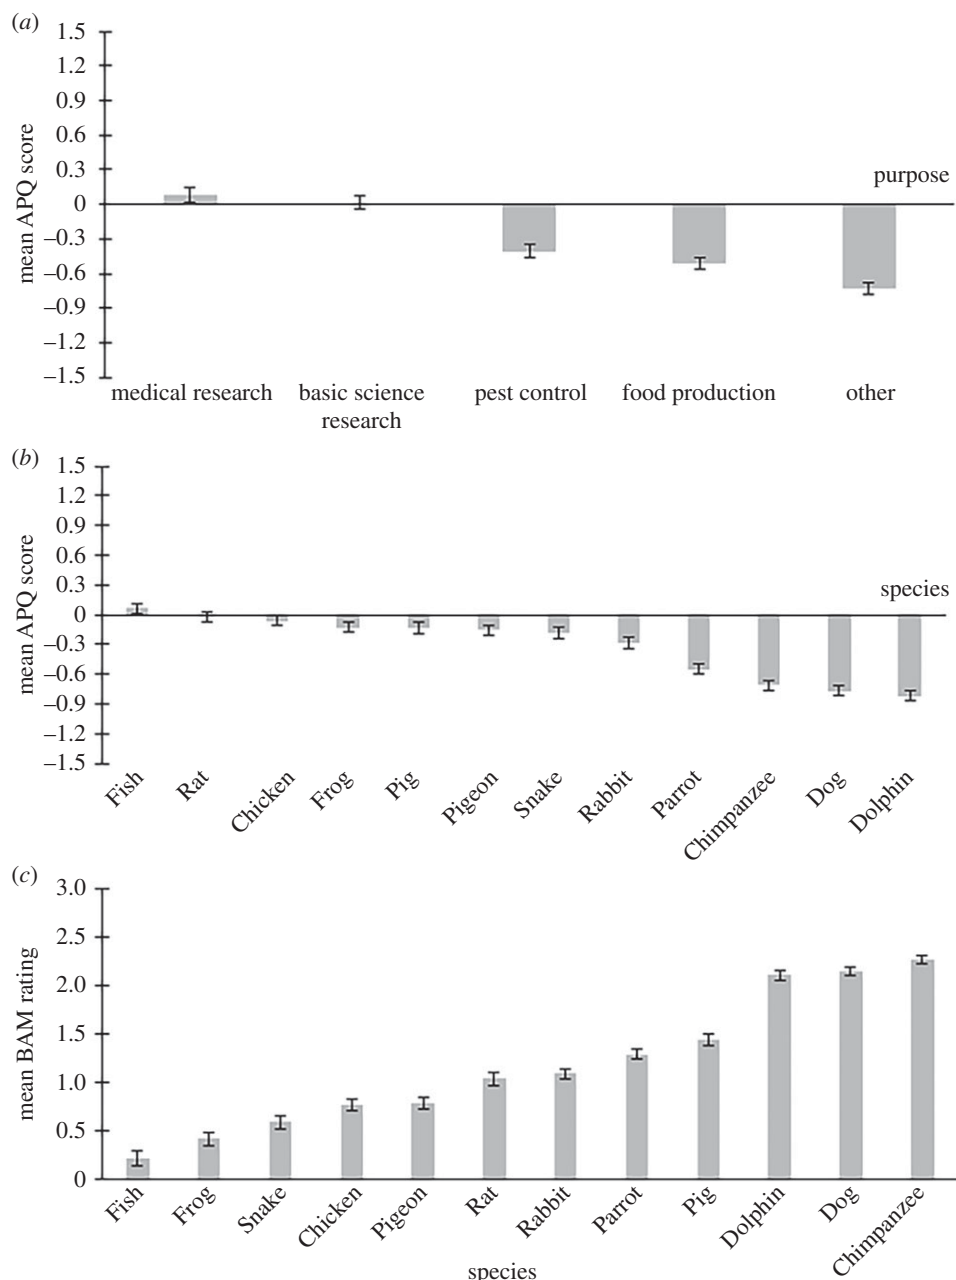 (a)
1.5
1.2
0.9
0.6
0.3
0
–0.3
–0.6
–0.9
–1.2
–1.5
mean APQ score
purpose
medical research
basic science
research
pest control
food production
other
(b)
1.5
1.2
0.9
0.6
0.3
0
–0.3
–0.6
–0.9
–1.2
–1.5
mean APQ score
species
Fish
Rat
Chicken
Frog
Pig
Pigeon
Snake
Rabbit
Parrot
Chimpanzee
Dog
Dolphin
(c)
3.0
2.5
2.0
1.5
1.0
0.5
0
mean BAM rating
Fish
Frog
Snake
Chicken
Pigeon
Rat
Rabbit
Parrot
Pig
Dolphin
Dog
Chimpanzee
species